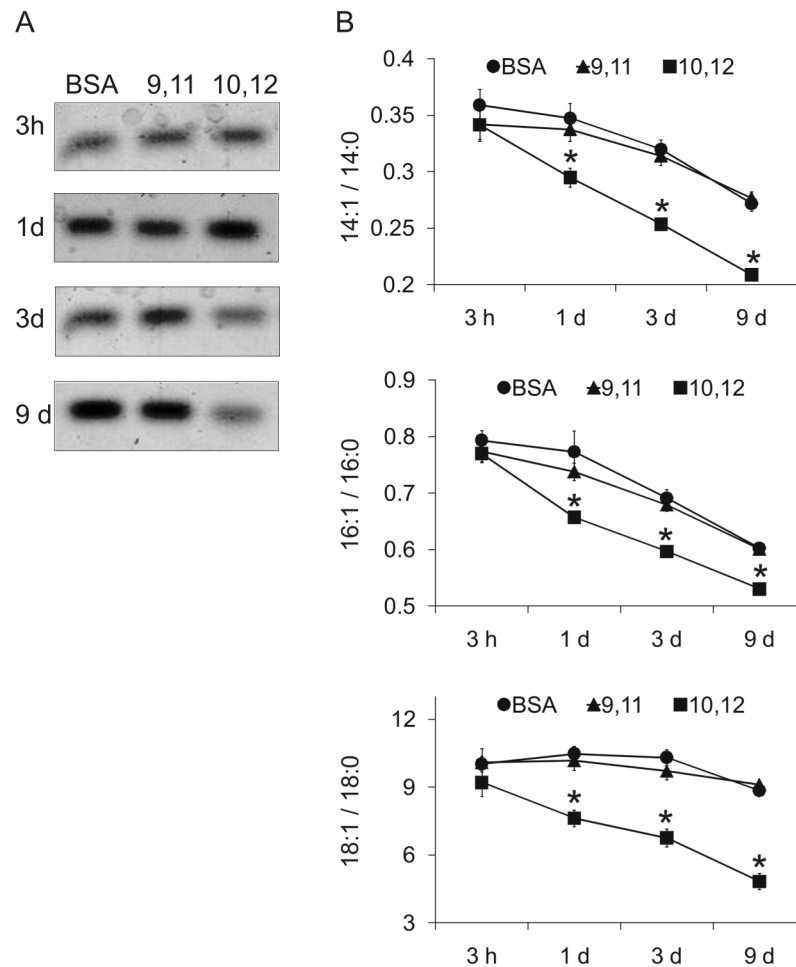 A
BSA 9,11 10,12
3h
1d
3d
9 d
B
BSA 9,11 10,12
14:1 / 14:0
0.4
0.35
0.3
0.25
0.2
*
*
*
3 h 1 d 3 d 9 d
BSA 9,11 10,12
16:1 / 16:0
0.9
0.8
0.7
0.6
0.5
*
*
*
3 h 1 d 3 d 9 d
BSA 9,11 10,12
18:1 / 18:0
12
9
6
3
*
*
*
3 h 1 d 3 d 9 d